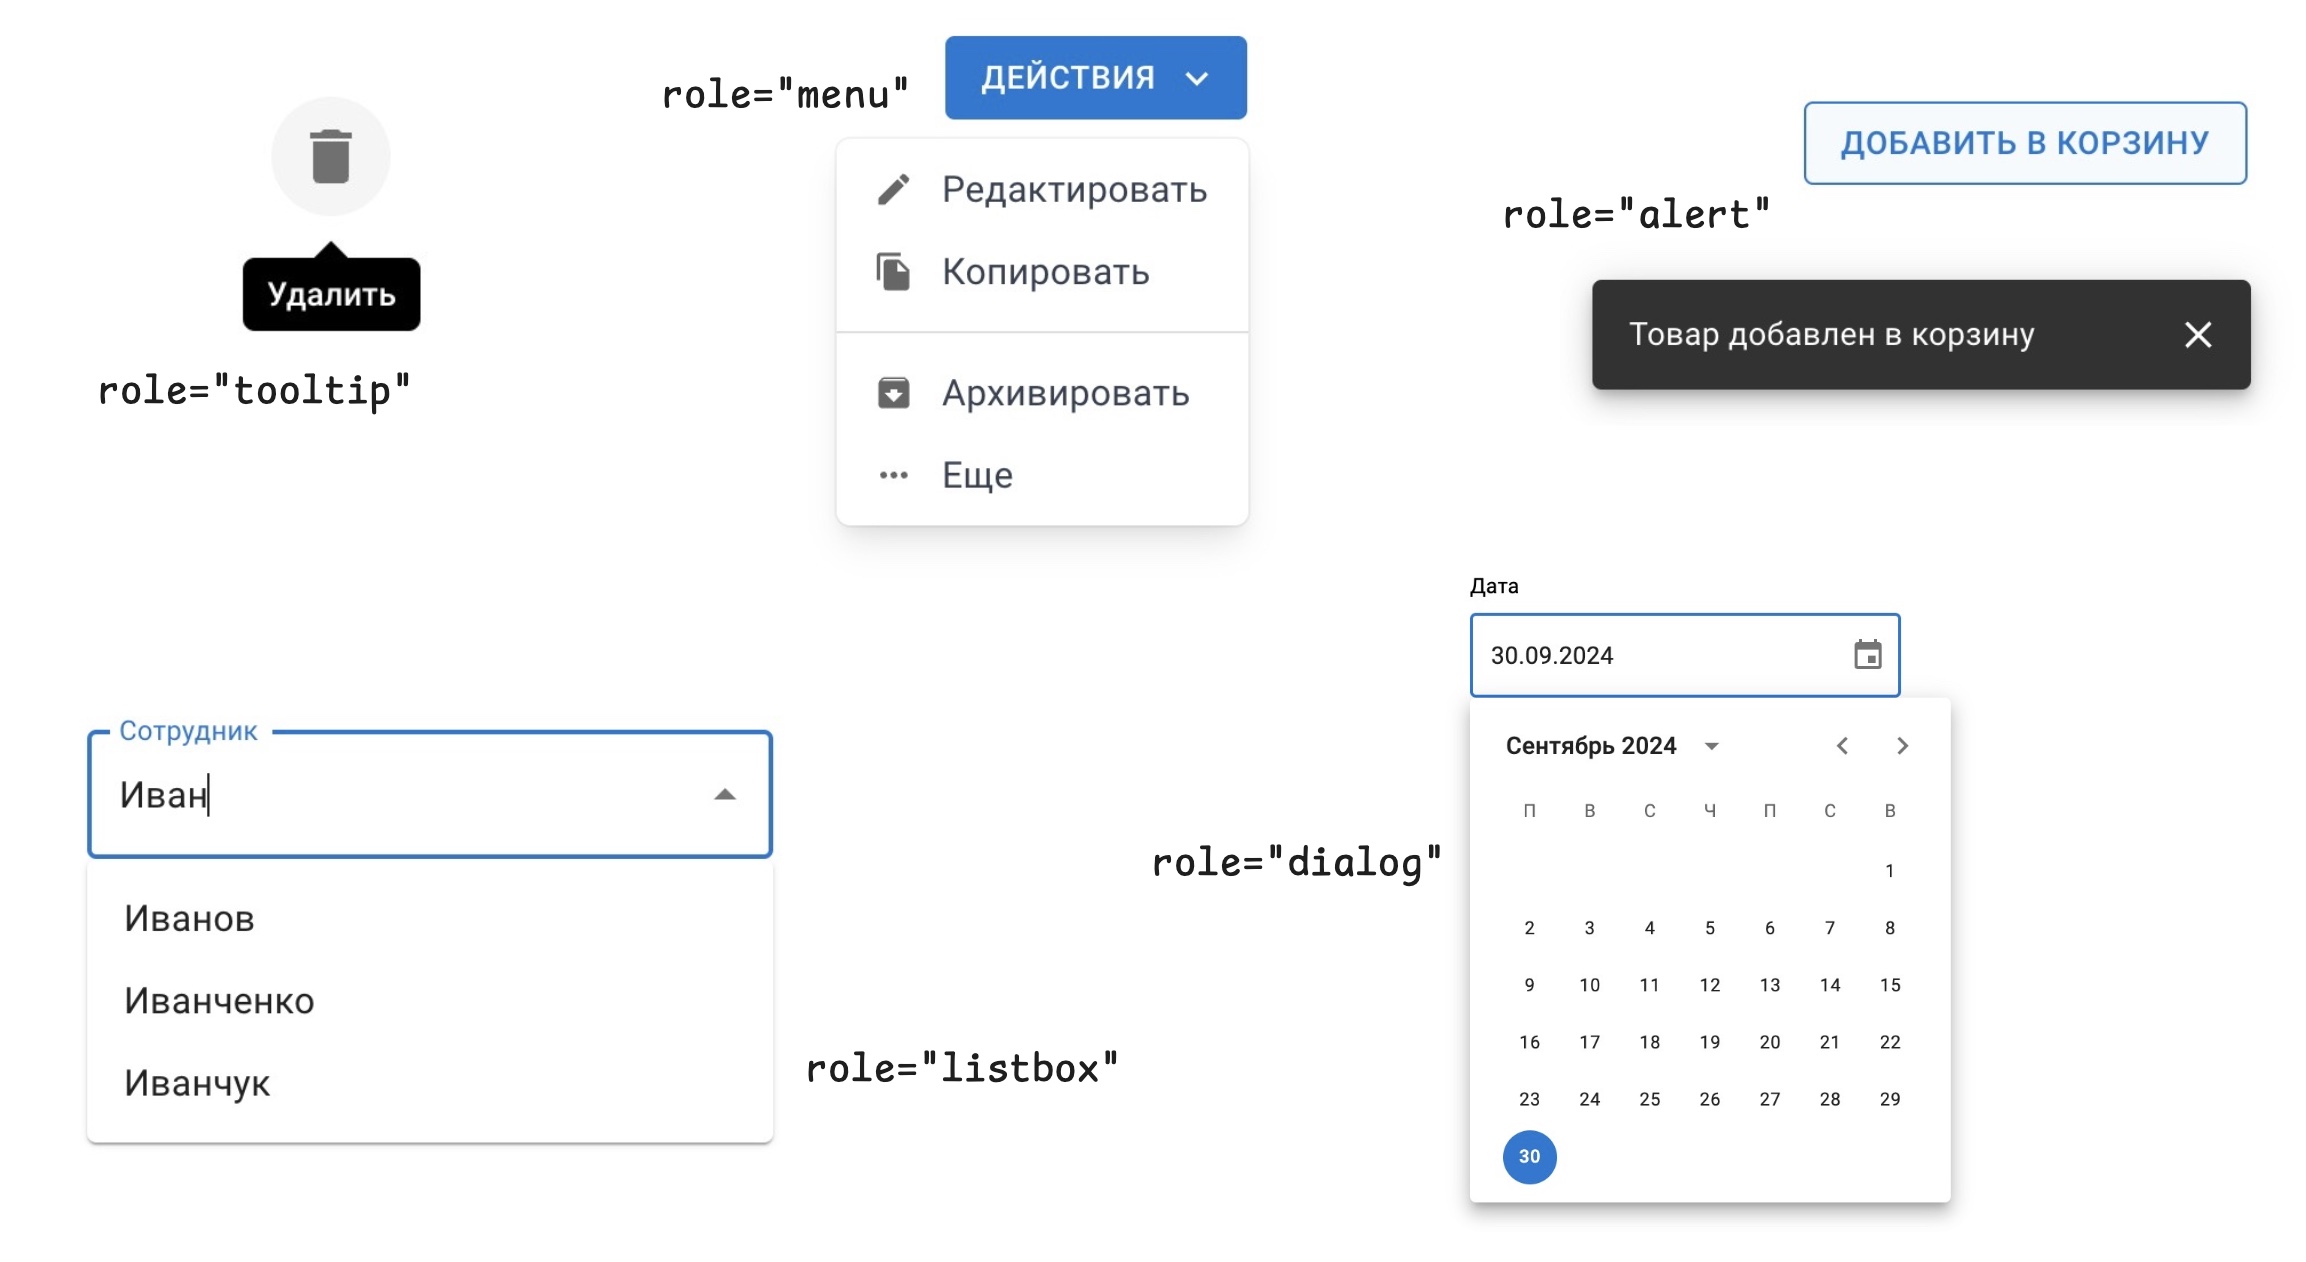 Удалить
role="tooltip"
role="menu"
ДЕЙСТВИЯ
Редактировать
Копировать
Архивировать
Еще
ДОБАВИТЬ В КОРЗИНУ
role="alert"
Товар добавлен в корзину
Сотрудник
Иван
Иванов
Иванченко
Иванчук
role="listbox"
role="dialog"
Дата
30.09.2024
Сентябрь 2024
П В С Ч П С В
1
2 3 4 5 6 7 8
9 10 11 12 13 14 15
16 17 18 19 20 21 22
23 24 25 26 27 28 29
30